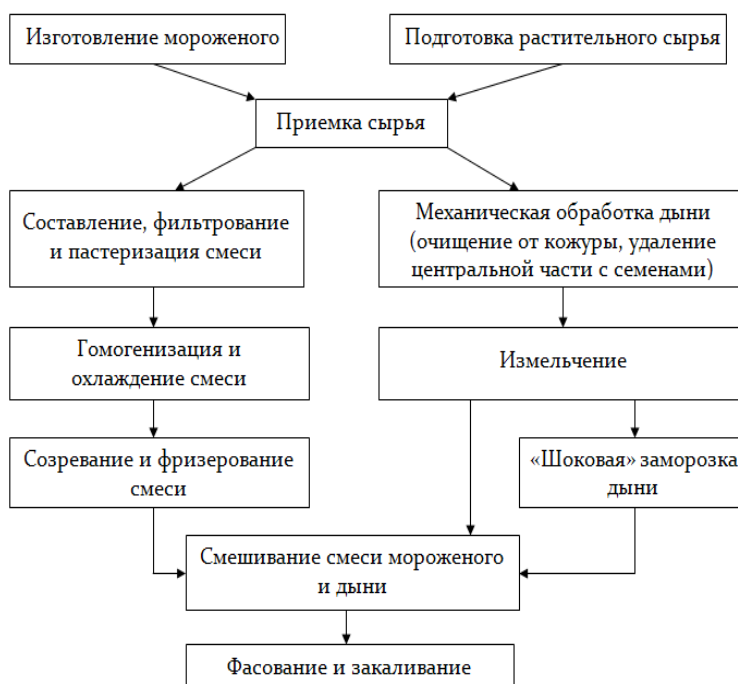 Изготовление мороженого
Подготовка растительного сырья
Приемка сырья
Составление, фильтрование
и пастеризация смеси
Механическая обработка дыни
(очищение от кожуры, удаление
центральной части с семенами)
Гомогенизация и
охлаждение смеси
Измельчение
Созревание и фризерование
смеси
«Шоковая» заморозка
дыни
Смешивание смеси мороженого
и дыни
Фасование и закаливание